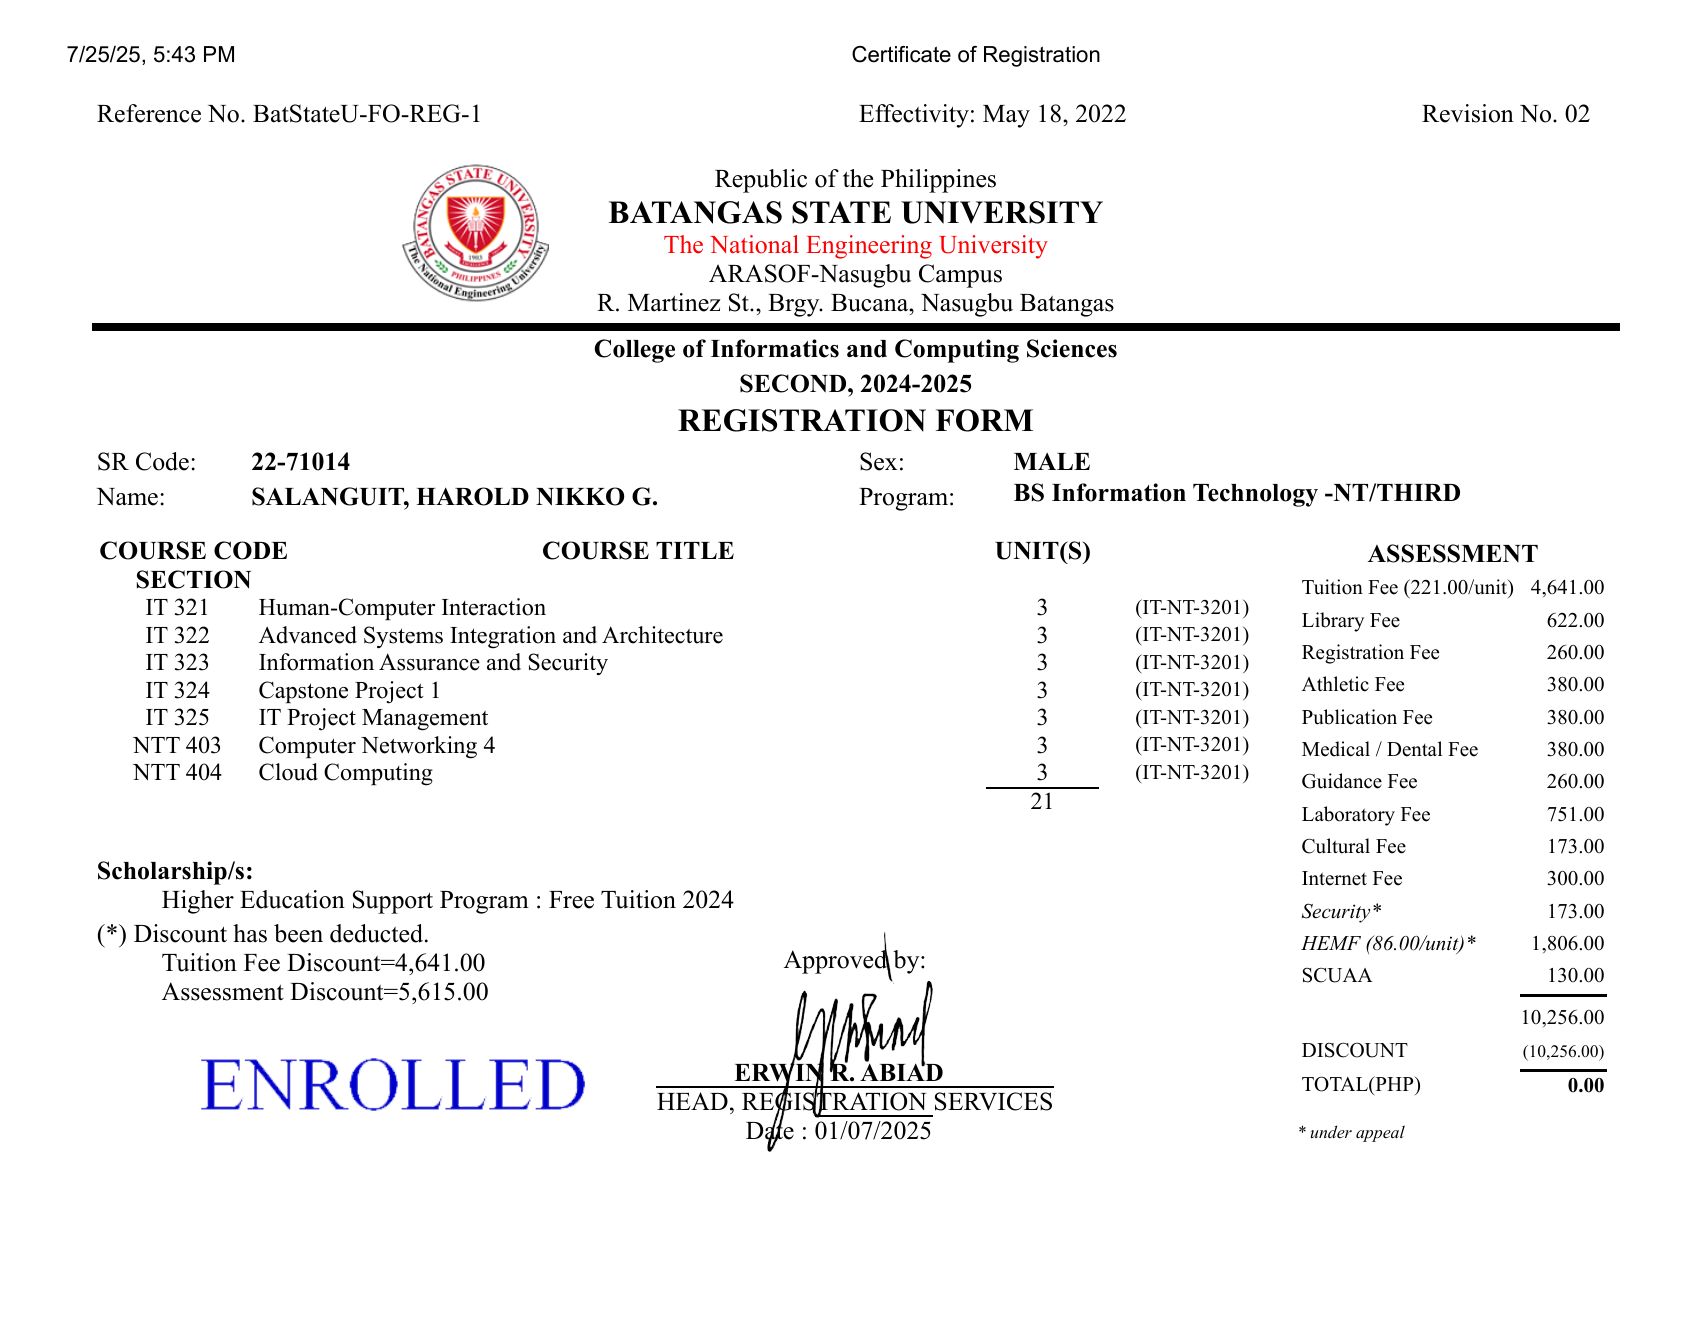 7/25/25, 5:43 PM Certificate of Registration
Reference No. BatStateU-FO-REG-1 Effectivity: May 18, 2022 Revision No. 02
BATANGAS STATE UNIVERSITY
1903
PHILIPPINES
The National Engineering University
Republic of the Philippines
BATANGAS STATE UNIVERSITY
The National Engineering University
ARASOF-Nasugbu Campus
R. Martinez St., Brgy. Bucana, Nasugbu Batangas
College of Informatics and Computing Sciences
SECOND, 2024-2025
REGISTRATION FORM
SR Code: 22-71014 Sex: MALE
Name: SALANGUIT, HAROLD NIKKO G. Program: BS Information Technology -NT/THIRD
COURSE CODE COURSE TITLE UNIT(S)
SECTION
IT 321 Human-Computer Interaction 3 (IT-NT-3201)
IT 322 Advanced Systems Integration and Architecture 3 (IT-NT-3201)
IT 323 Information Assurance and Security 3 (IT-NT-3201)
IT 324 Capstone Project 1 3 (IT-NT-3201)
IT 325 IT Project Management 3 (IT-NT-3201)
NTT 403 Computer Networking 4 3 (IT-NT-3201)
NTT 404 Cloud Computing 3 (IT-NT-3201)
21
ASSESSMENT
Tuition Fee (221.00/unit) 4,641.00
Library Fee 622.00
Registration Fee 260.00
Athletic Fee 380.00
Publication Fee 380.00
Medical / Dental Fee 380.00
Guidance Fee 260.00
Laboratory Fee 751.00
Cultural Fee 173.00
Internet Fee 300.00
Security* 173.00
HEMF (86.00/unit)* 1,806.00
SCUAA 130.00
10,256.00
DISCOUNT (10,256.00)
TOTAL(PHP) 0.00
* under appeal
Scholarship/s:
Higher Education Support Program : Free Tuition 2024
(*) Discount has been deducted.
Tuition Fee Discount=4,641.00
Assessment Discount=5,615.00
ENROLLED
Approved by:
ERWIN R. ABIAD
HEAD, REGISTRATION SERVICES
Date : 01/07/2025